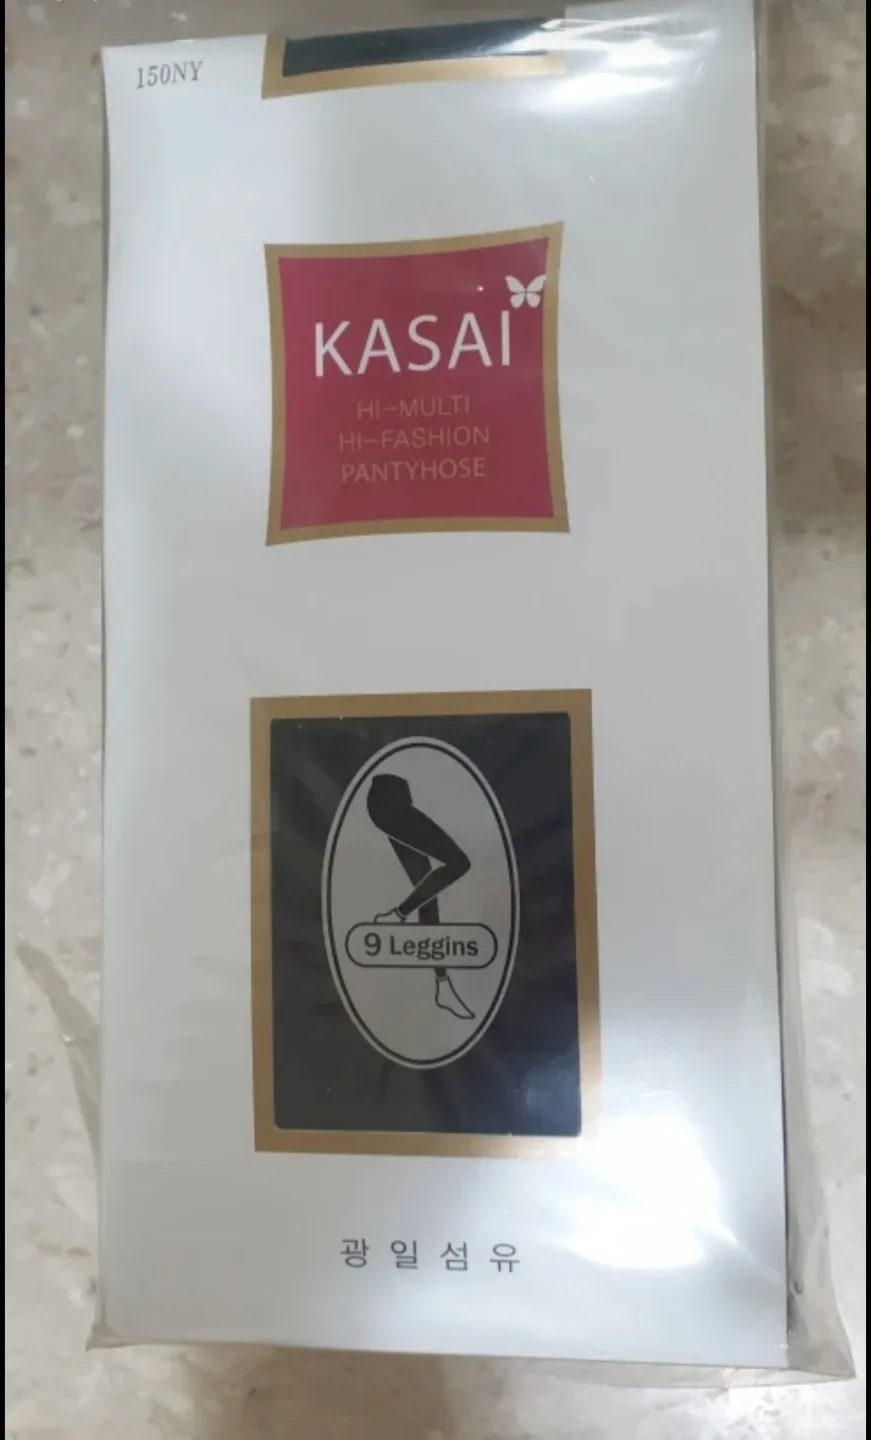 150NY
KASAI
HI-MULTI
HI-FASHION
PANTYHOSE
9 Leggins
광일섬유